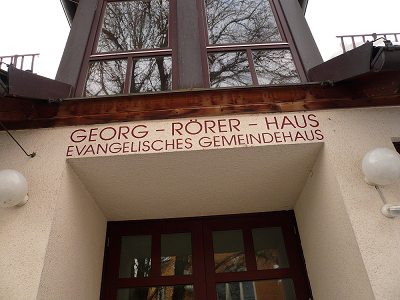 GEORG - RÖRER - HAUS
EVANGELISCHES GEMEINDEHAUS